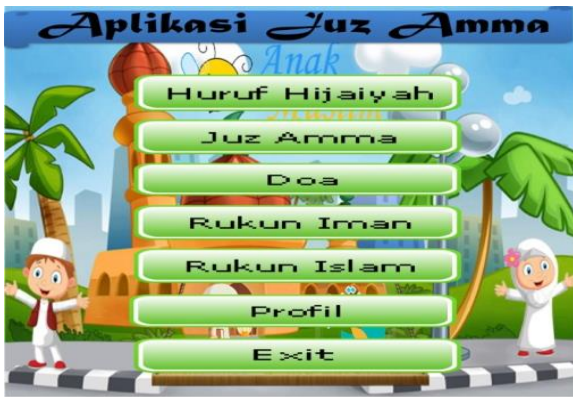 Aplikasi Juz Amma
Anak
Huruf Hijaiyah
Juz Amma
Doa
Rukun Iman
Rukun Islam
Profil
Exit